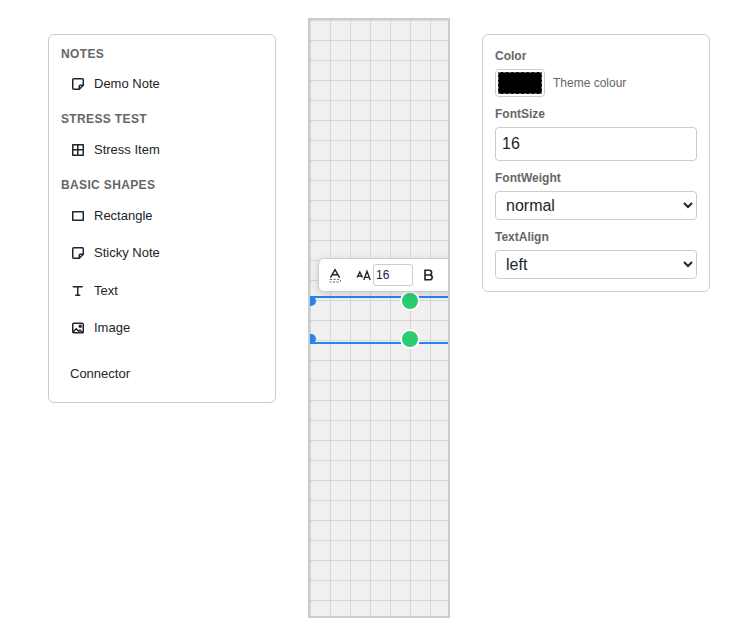 NOTES
Demo Note
STRESS TEST
Stress Item
BASIC SHAPES
Rectangle
Sticky Note
Text
Image
Connector
16
B
Color
Theme colour
FontSize
16
FontWeight
normal
TextAlign
left